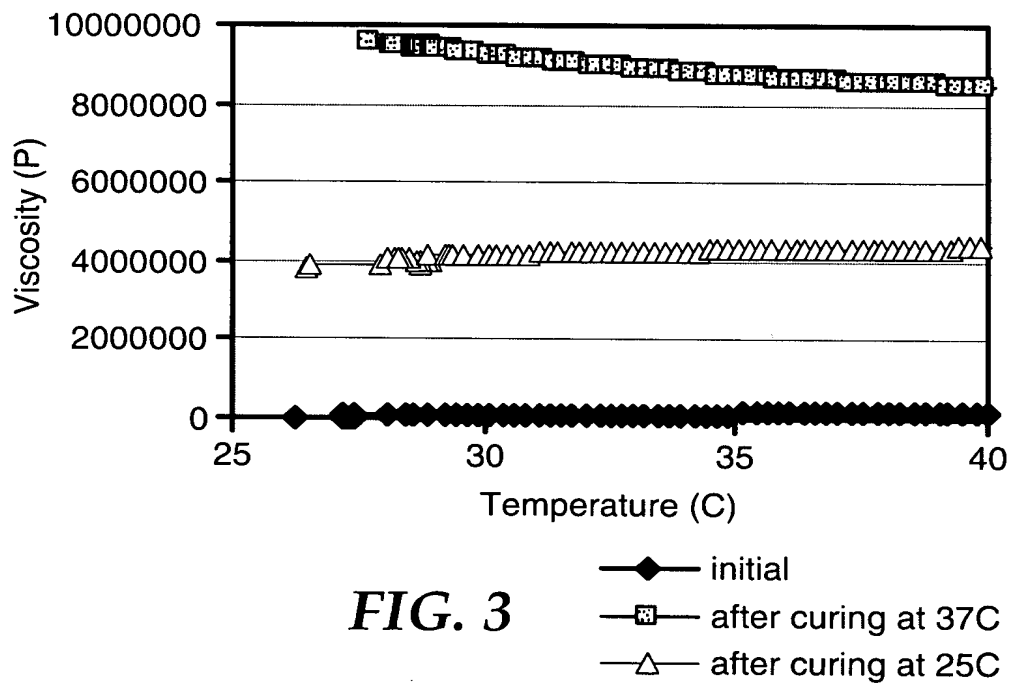 10000000
8000000
6000000
4000000
2000000
0
Viscosity (P)
25 30 35 40
Temperature (C)
FIG. 3
initial
after curing at 37C
after curing at 25C